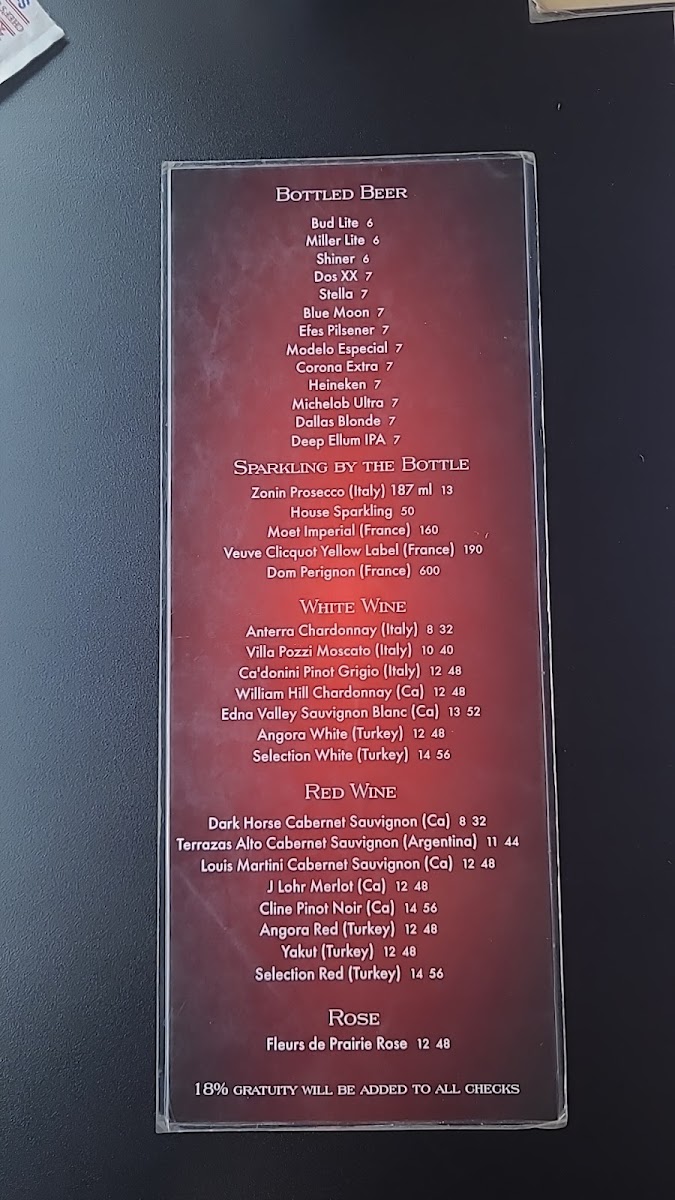 CHEF'S
BOTTLED BEER
Bud Lite 6
Miller Lite 6
Shiner 6
Dos XX 7
Stella 7
Blue Moon 7
Efes Pilsener 7
Modelo Especial 7
Corona Extra 7
Heineken 7
Michelob Ultra 7
Dallas Blonde 7
Deep Ellum IPA 7
SPARKLING BY THE BOTTLE
Zonin Prosecco (Italy) 187 ml 13
House Sparkling 50
Moet Imperial (France) 160
Veuve Clicquot Yellow Label (France) 190
Dom Perignon (France) 600
WHITE WINE
Anterra Chardonnay (Italy) 8 32
Villa Pozzi Moscato (Italy) 10 40
Ca'donini Pinot Grigio (Italy) 12 48
William Hill Chardonnay (Ca) 12 48
Edna Valley Sauvignon Blanc (Ca) 13 52
Angora White (Turkey) 12 48
Selection White (Turkey) 14 56
RED WINE
Dark Horse Cabernet Sauvignon (Ca) 8 32
Terrazas Alto Cabernet Sauvignon (Argentina) 11 44
Louis Martini Cabernet Sauvignon (Ca) 12 48
J Lohr Merlot (Ca) 12 48
Cline Pinot Noir (Ca) 14 56
Angora Red (Turkey) 12 48
Yakut (Turkey) 12 48
Selection Red (Turkey) 14 56
ROSE
Fleurs de Prairie Rose 12 48
18% GRATUITY WILL BE ADDED TO ALL CHECKS